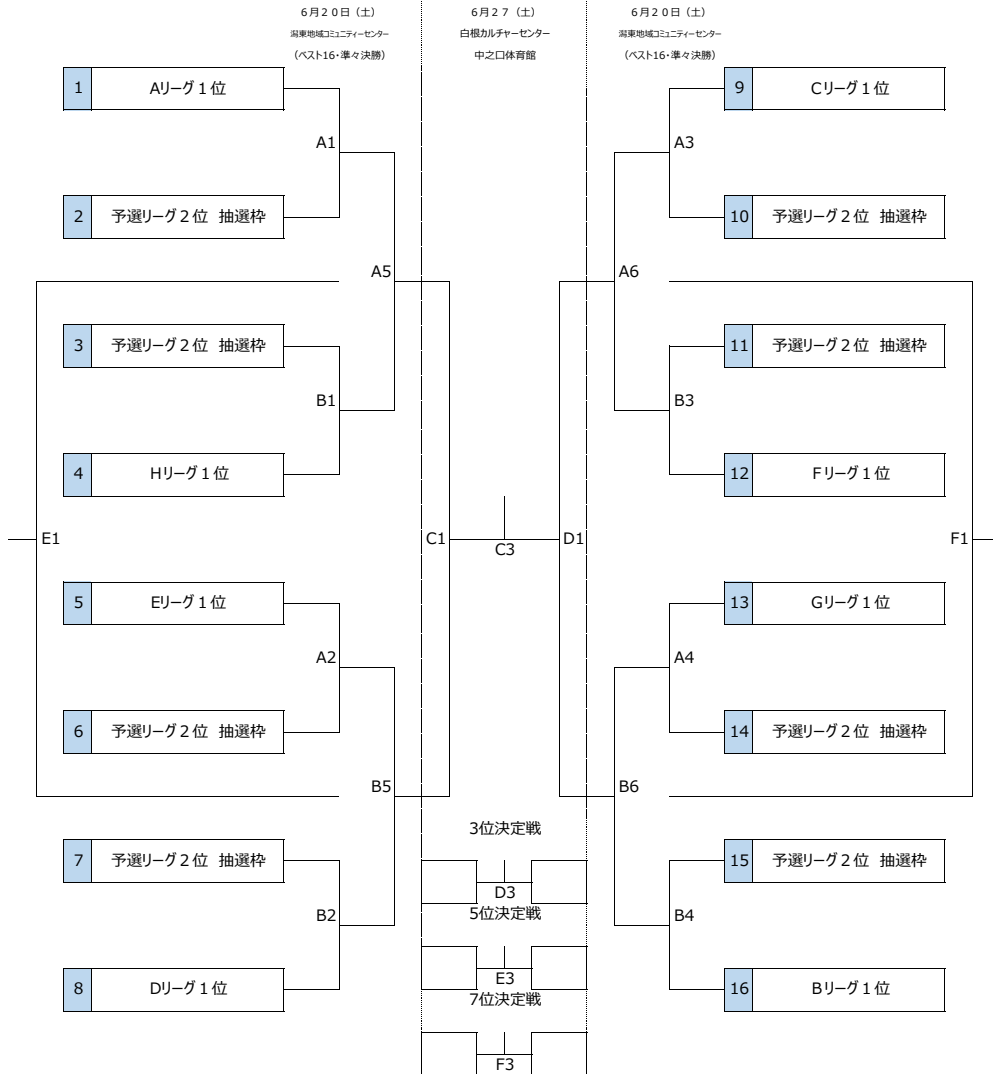 ６月２０日（土）
潟東地域コミュニティーセンター
（ベスト16・準々決勝）
６月２７（土）
白根カルチャーセンター
中之口体育館
６月２０日（土）
潟東地域コミュニティーセンター
（ベスト16・準々決勝）
1 Aリーグ１位
A1
2 予選リーグ２位　抽選枠
A5
3 予選リーグ２位　抽選枠
B1
4 Hリーグ１位
E1
5 Eリーグ１位
A2
6 予選リーグ２位　抽選枠
B5
7 予選リーグ２位　抽選枠
B2
8 Dリーグ１位
C1
C3
D1
3位決定戦
D3
5位決定戦
E3
7位決定戦
F3
9 Cリーグ１位
A3
10 予選リーグ２位　抽選枠
A6
11 予選リーグ２位　抽選枠
B3
12 Fリーグ１位
F1
13 Gリーグ１位
A4
14 予選リーグ２位　抽選枠
B6
15 予選リーグ２位　抽選枠
B4
16 Bリーグ１位